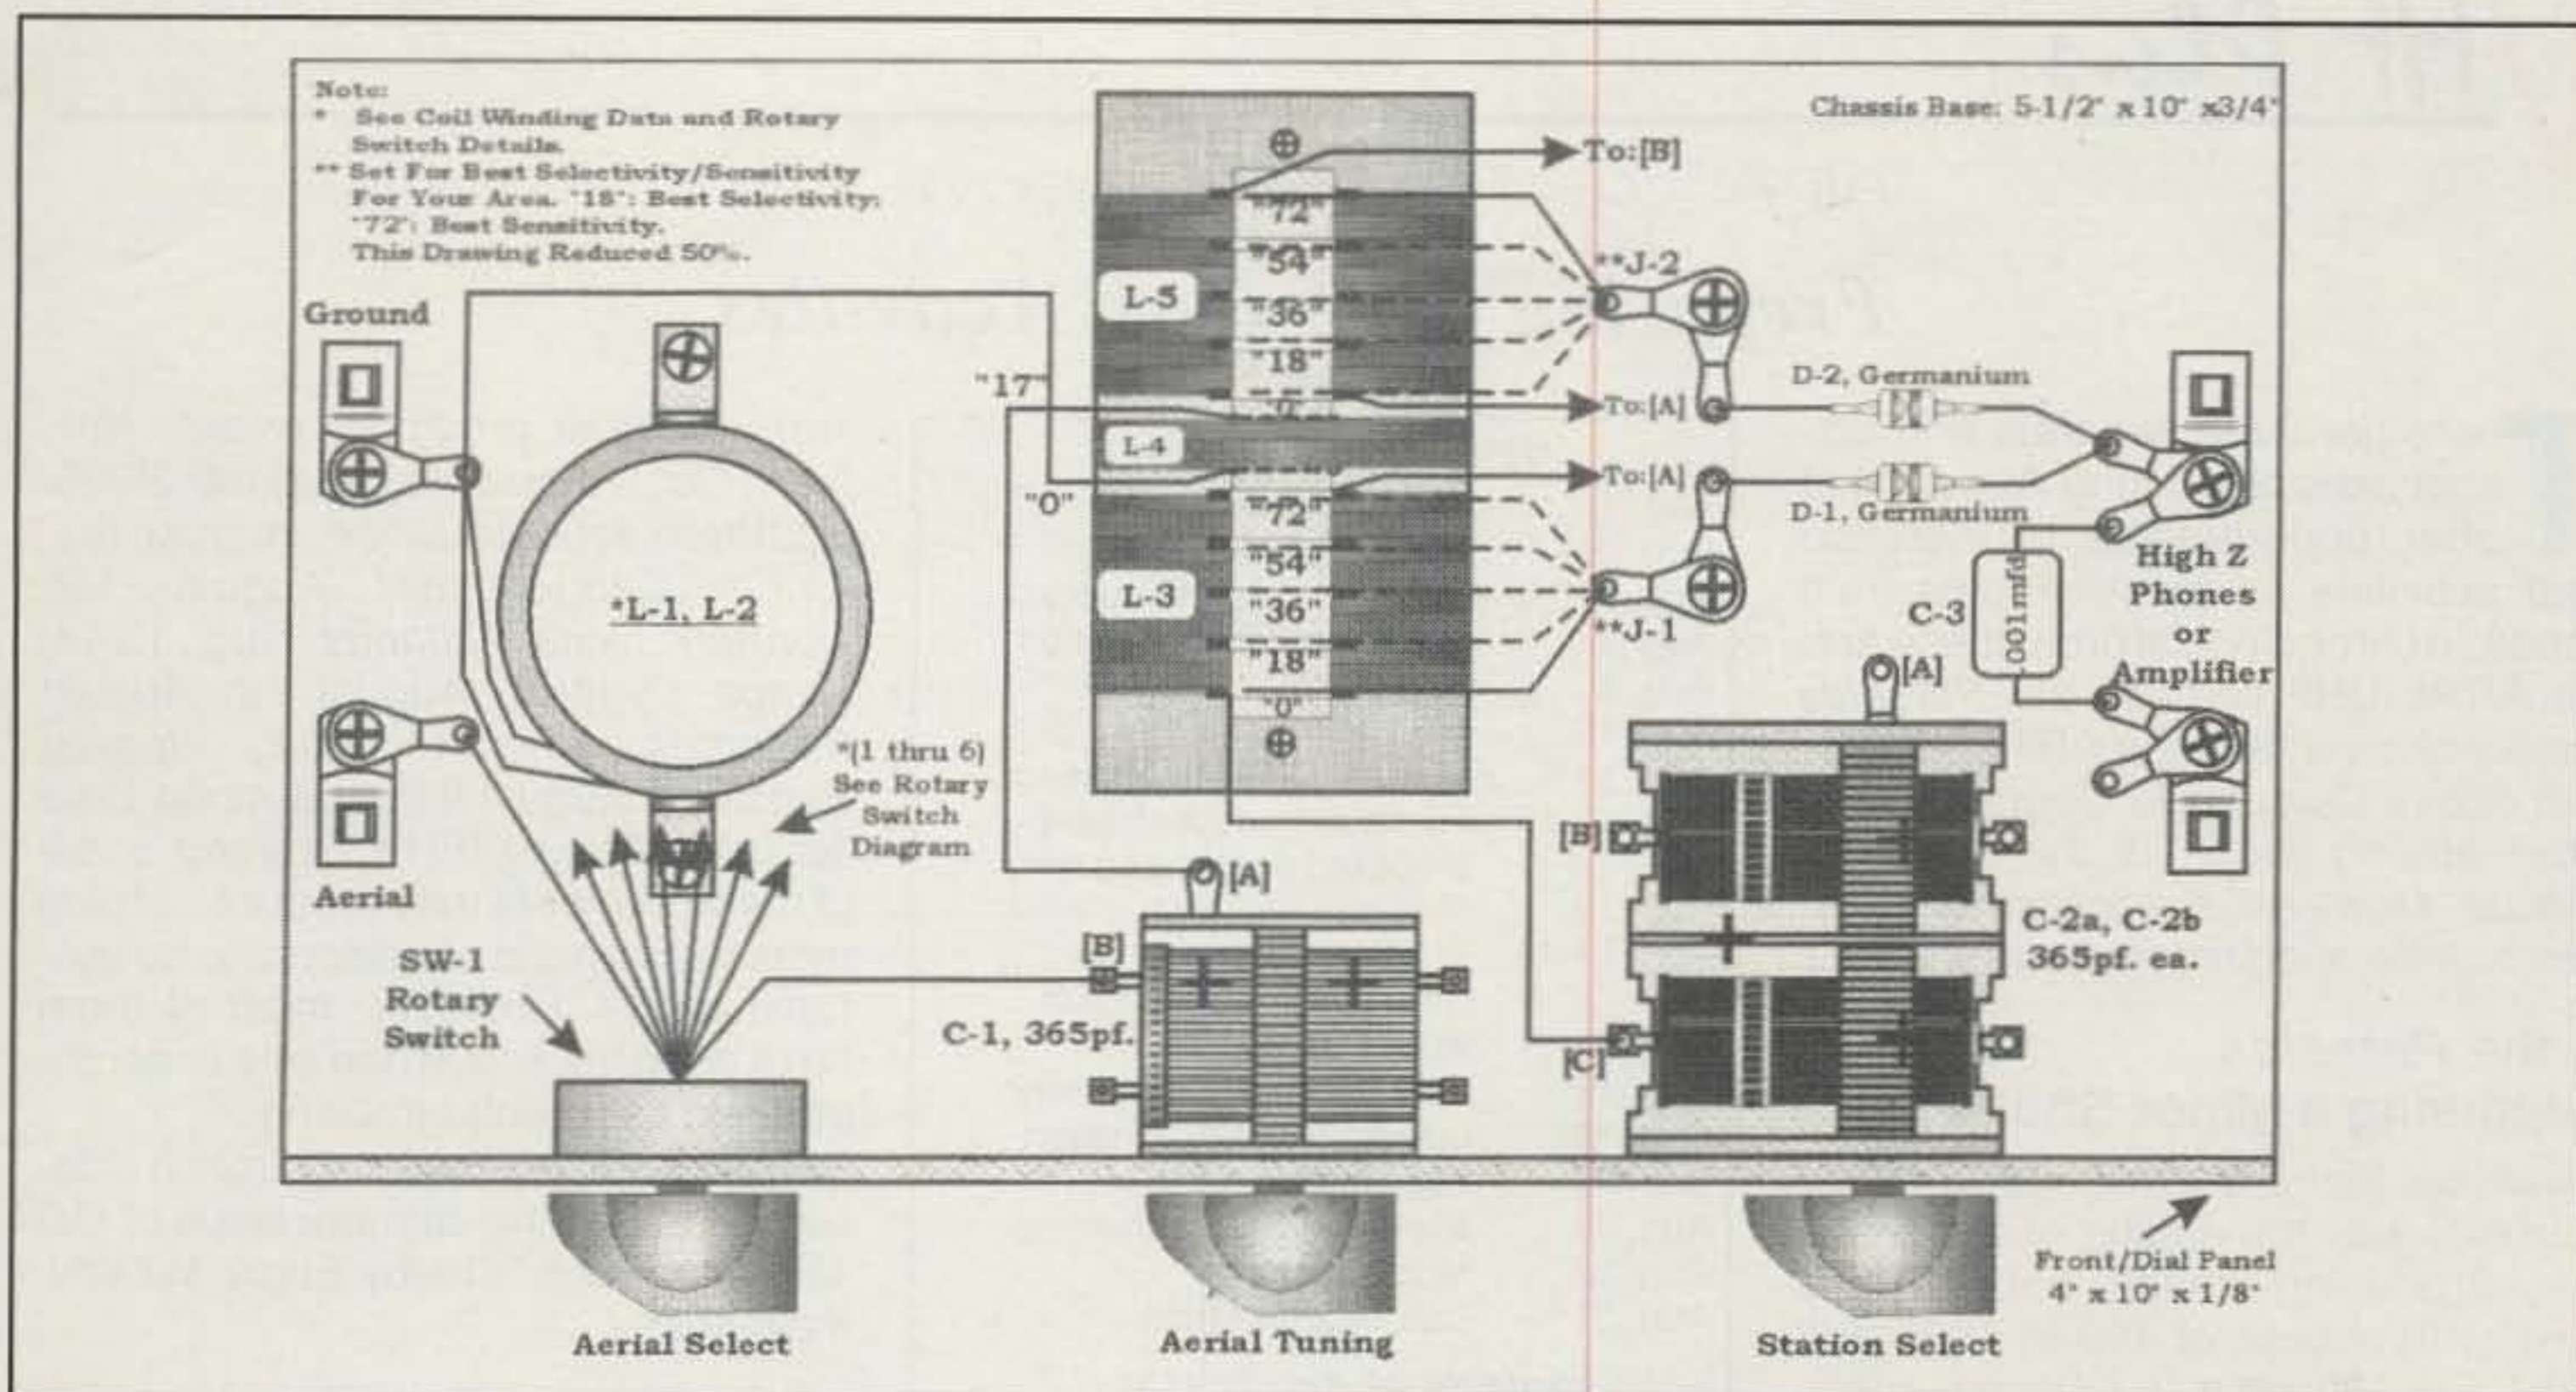 Note:
* See Coil Winding Data and Rotary
Switch Details.
** Set For Best Selectivity/Sensitivity
For Your Area. "18": Best Selectivity;
"72": Best Sensitivity.
This Drawing Reduced 50%.
Chassis Base: 5-1/2" x 10" x3/4"
To:[B]
"72"
"54"
**J-2
L-5
"36"
Ground
"18"
"17"
D-2, Germanium
"0"
To:[A]
L-4
To:[A]
"0"
"72"
D-1, Germanium
"54"
High Z
Phones
or
Amplifier
L-3
"36"
*L-1, L-2
C-3
.001mfd
**J-1
"18"
[A]
"0"
*(1 thru 6)
See Rotary
Switch
Diagram
[B]
[A]
Aerial
C-2a, C-2b
365pf. ea.
SW-1
Rotary
Switch
[B]
C-1, 365pf.
[C]
Front/Dial Panel
4" x 10" x 1/8"
Aerial Select
Aerial Tuning
Station Select